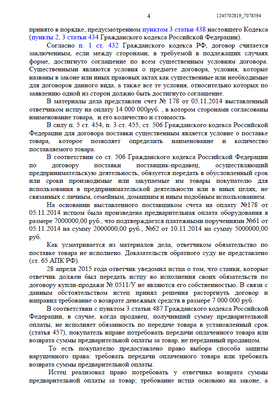 4 1245702819_7078394
принято в порядке, предусмотренном пунктом 3 статьи 438 настоящего Кодекса
(пункты 2, 3 статьи 434 Гражданского кодекса Российской Федерации).
Согласно п. 1 ст. 432 Гражданского кодекса РФ, договор считается
заключенным, если между сторонами, в требуемой в подлежащих случаях
форме, достигнуто соглашение по всем существенным условиям договора.
Существенными являются условия о предмете договора, условия, которые
названы в законе или иных правовых актах как существенные или необходимые
для договоров данного вида, а также все те условия, относительно которых по
заявлению одной из сторон должно быть достигнуто соглашение.
В материалы дела представлен счет № 178 от 05.11.2014 выставленный
ответчиком истцу на оплату 14 000 000руб., в котором сторонами согласованы
наименование товара, и его количество и стоимость.
В силу п. 5 ст. 454, п. 3 ст. 455, ст. 506 Гражданского кодекса Российской
Федерации для договора поставки существенным является условие о поставке
товара, которое позволяет определить наименование и количество
поставляемого товара.
В соответствии со ст. 506 Гражданского кодекса Российской Федерации
по договору поставки поставщик-продавец, осуществляющий
предпринимательскую деятельность, обязуется передать в обусловленный срок
или сроки производимые или закупаемые им товары покупателю для
использования в предпринимательской деятельности или в иных целях, не
связанных с личным, семейным, домашним и иным подобным использованием.
На основании выставленного поставщиком счета на оплату №178 от
05.11.2014 истцом была произведена предварительная оплата оборудования в
размере 7000000,00 руб., что подтверждается платежными поручениями №61 от
05.11.2014 на сумму 2000000,00 руб., №62 от 10.11.2014 на сумму 5000000,00
руб.
Как усматривается из материалов дела, ответчиком обязательство по
поставке товара не исполнено. Доказательств обратного суду не представлено
(ст. 65 АПК РФ).
28 апреля 2015 года ответчик уведомил истца о том, что станки, которые
ответчик должен был передать истцу во исполнение своих обязательств по
договору купли-продажи № 0511/У не являются его собственностью. В связи с
данным обстоятельством истец принял решения расторгнуть договор и
направил требование о возврате денежных средств в размере 7 000 000 руб.
В соответствии с пунктом 3 статьи 487 Гражданского кодекса Российской
Федерации, в случае, когда продавец, получивший сумму предварительной
оплаты, не исполняет обязанность по передаче товара в установленный срок
(статья 457), покупатель вправе потребовать передачи оплаченного товара или
возврата суммы предварительной оплаты за товар, не переданный продавцом.
То есть покупателю предоставлено право выбора способа защиты
нарушенного права: требовать передачи оплаченного товара или требовать
возврата суммы предварительной оплаты.
Истец реализовал право потребовать у ответчика возврата суммы
предварительной оплаты за товар; требование истца основано на законе, а